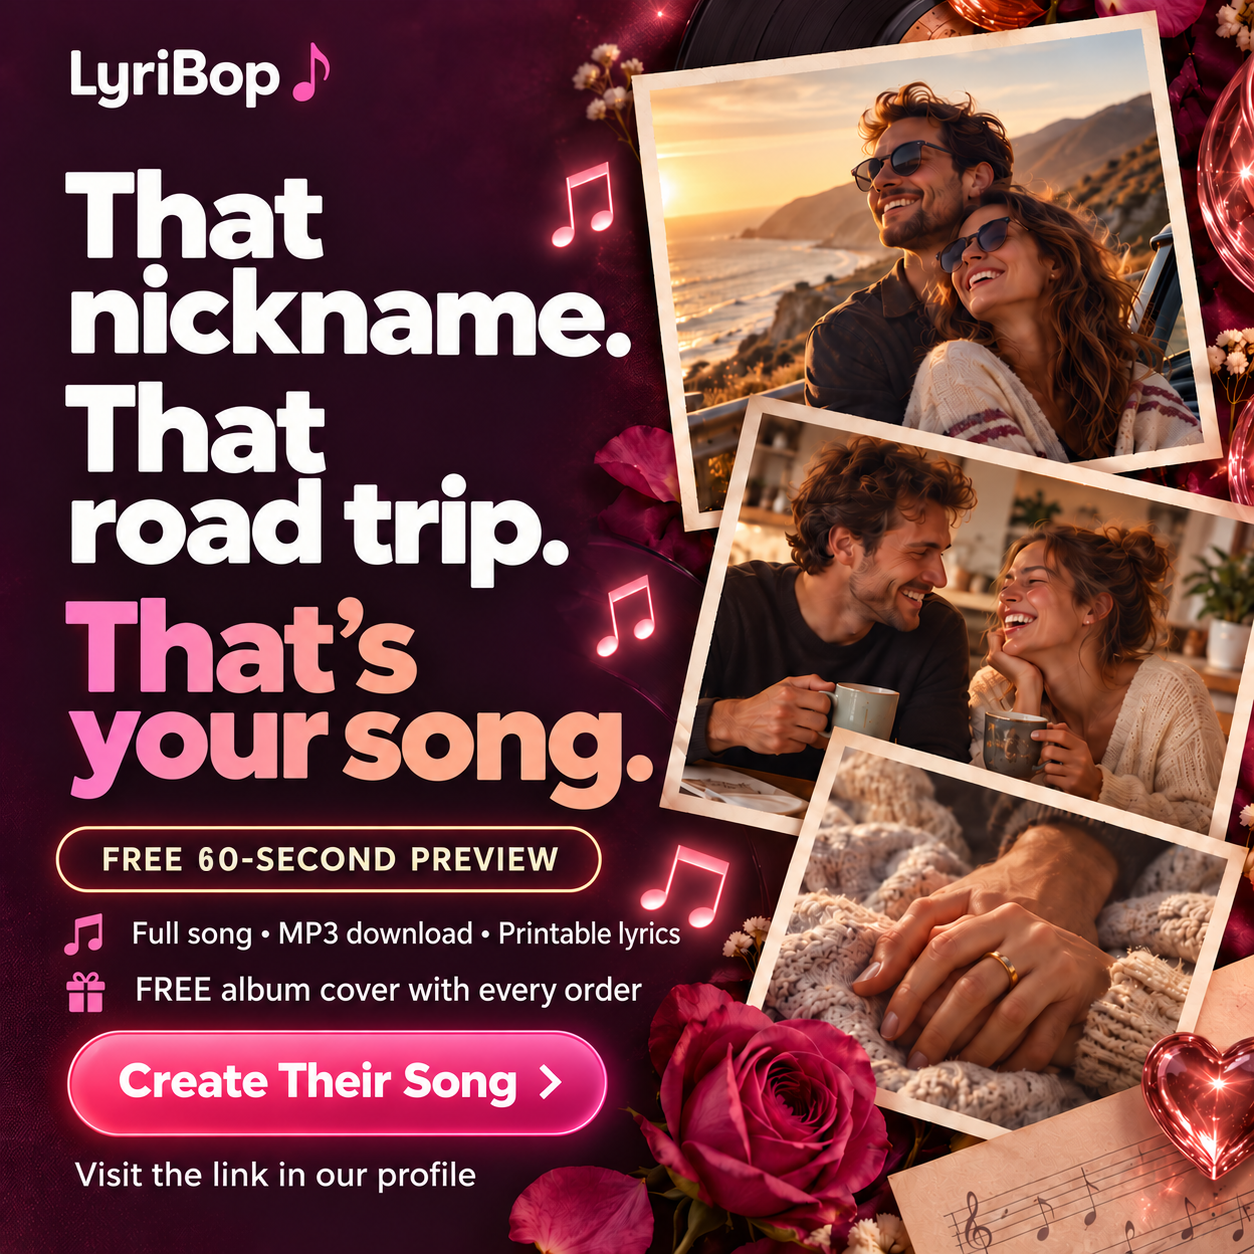 LyriBop
That
nickname.
That
road trip.
That’s
your song.
FREE 60-SECOND PREVIEW
Full song • MP3 download • Printable lyrics
FREE album cover with every order
Create Their Song >
Visit the link in our profile